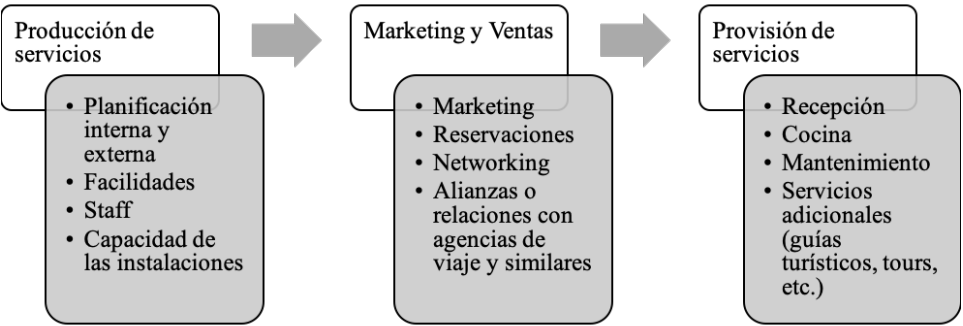 Producción de
servicios
• Planificación
interna y
externa
• Facilidades
• Staff
• Capacidad de
las instalaciones
Marketing y Ventas
• Marketing
• Reservaciones
• Networking
• Alianzas o
relaciones con
agencias de
viaje y similares
Provisión de
servicios
• Recepción
• Cocina
• Mantenimiento
• Servicios
adicionales
(guías
turísticos, tours,
etc.)